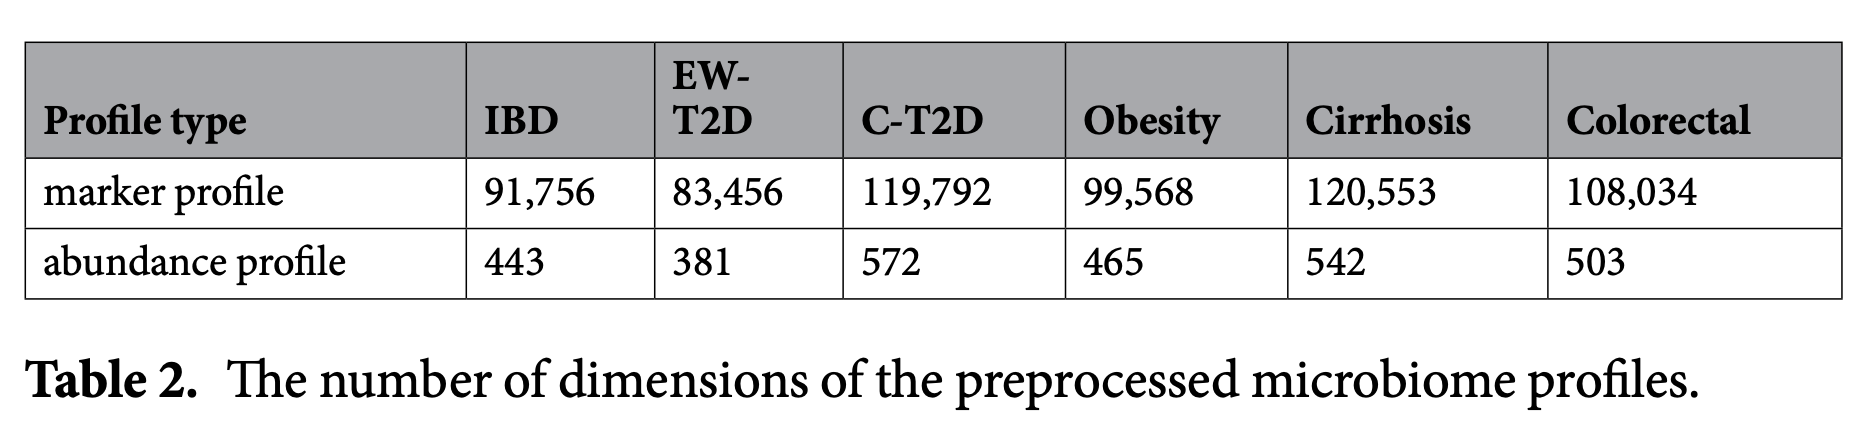 Profile type IBD EW-T2D C-T2D Obesity Cirrhosis Colorectal
marker profile 91,756 83,456 119,792 99,568 120,553 108,034
abundance profile 443 381 572 465 542 503
Table 2. The number of dimensions of the preprocessed microbiome profiles.